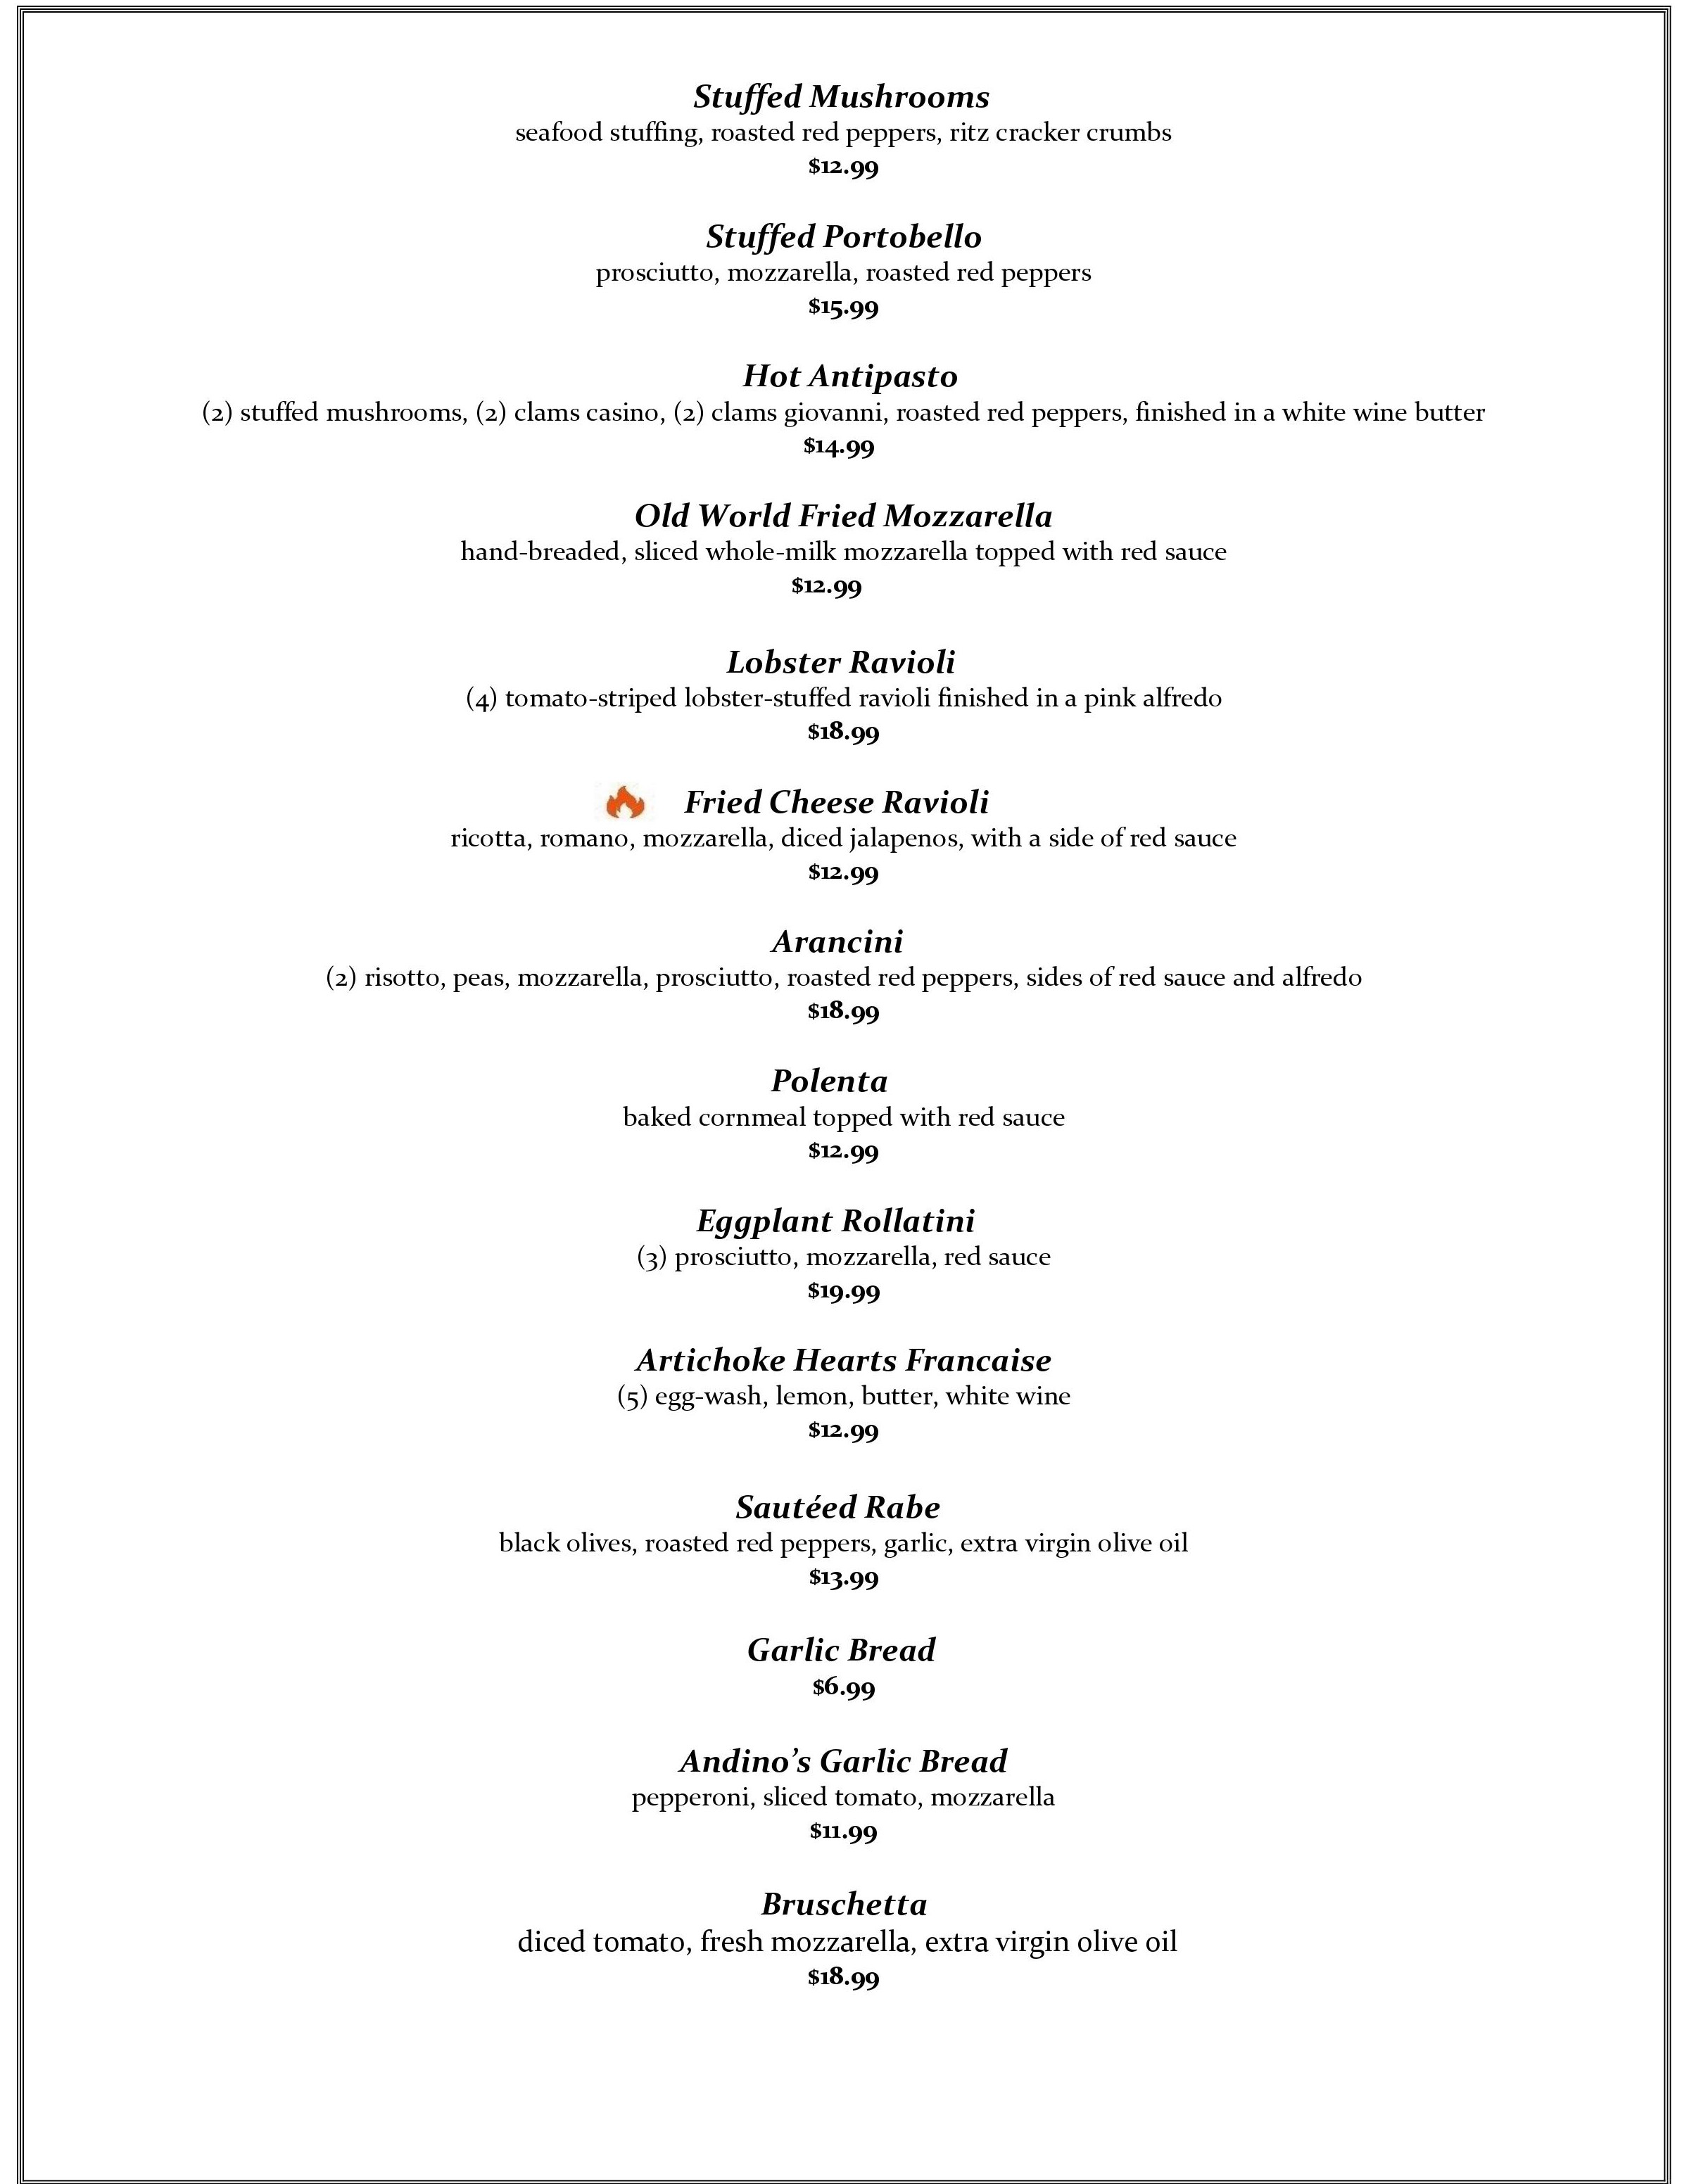 Stuffed Mushrooms
seafood stuffing, roasted red peppers, ritz cracker crumbs
$12.99
Stuffed Portobello
prosciutto, mozzarella, roasted red peppers
$15.99
Hot Antipasto
(2) stuffed mushrooms, (2) clams casino, (2) clams giovanni, roasted red peppers, finished in a white wine butter
$14.99
Old World Fried Mozzarella
hand-breaded, sliced whole-milk mozzarella topped with red sauce
$12.99
Lobster Ravioli
(4) tomato-striped lobster-stuffed ravioli finished in a pink alfredo
$18.99
Fried Cheese Ravioli
ricotta, romano, mozzarella, diced jalapenos, with a side of red sauce
$12.99
Arancini
(2) risotto, peas, mozzarella, prosciutto, roasted red peppers, sides of red sauce and alfredo
$18.99
Polenta
baked cornmeal topped with red sauce
$12.99
Eggplant Rollatini
(3) prosciutto, mozzarella, red sauce
$19.99
Artichoke Hearts Francaise
(5) egg-wash, lemon, butter, white wine
$12.99
Sautéed Rabe
black olives, roasted red peppers, garlic, extra virgin olive oil
$13.99
Garlic Bread
$6.99
Andino’s Garlic Bread
pepperoni, sliced tomato, mozzarella
$11.99
Bruschetta
diced tomato, fresh mozzarella, extra virgin olive oil
$18.99